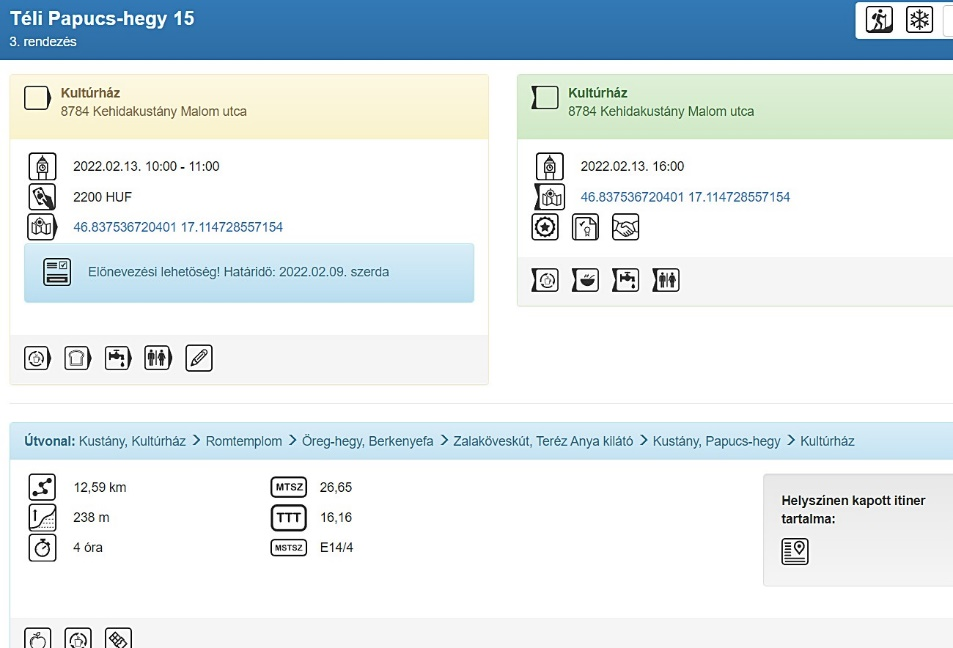 Téli Papucs-hegy 15
3. rendezés
Kultúrház
8784 Kehidakustány Malom utca
2022.02.13. 10:00 - 11:00
2200 HUF
46.837536720401 17.114728557154
Előnevezési lehetőség! Határidő: 2022.02.09. szerda
Kultúrház
8784 Kehidakustány Malom utca
2022.02.13. 16:00
46.837536720401 17.114728557154
Útvonal: Kustány, Kultúrház > Romtemplom > Öreg-hegy, Berkenyefa > Zalaköveskút, Teréz Anya kilátó > Kustány, Papucs-hegy > Kultúrház
12,59 km
238 m
4 óra
MTSZ 26,65
TTT 16,16
MSTSZ E14/4
Helyszínen kapott itiner
tartalma: